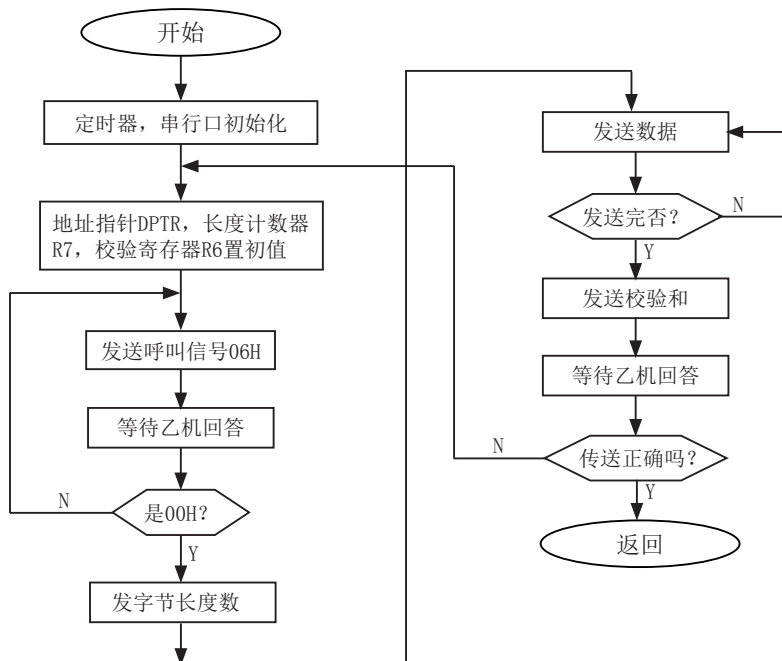 开始
定时器，串行口初始化
地址指针DPTR，长度计数器
R7，校验寄存器R6置初值
发送呼叫信号06H
等待乙机回答
是00H？
N
Y
发字节长度数
发送数据
发送完否？
N
Y
发送校验和
等待乙机回答
传送正确吗？
N
Y
返回